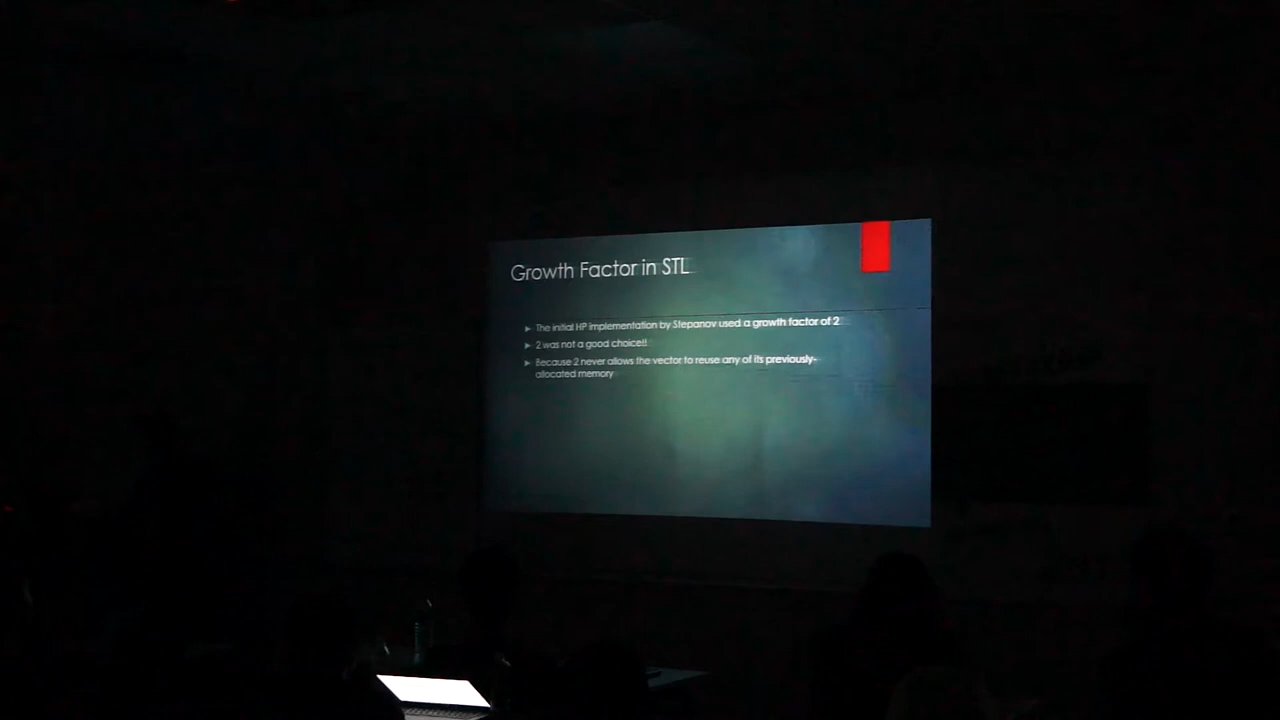 Growth Factor in STL
► The initial HP implementation by Stepanov used a growth factor of 2
► 2 was not a good choice!!
► Because 2 never allows the vector to reuse any of its previously-
allocated memory